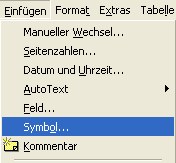 Einfügen Format Extras Tabelle
Manueller Wechsel...
Seitenzahlen...
Datum und Uhrzeit...
AutoText
Feld...
Symbol...
Kommentar